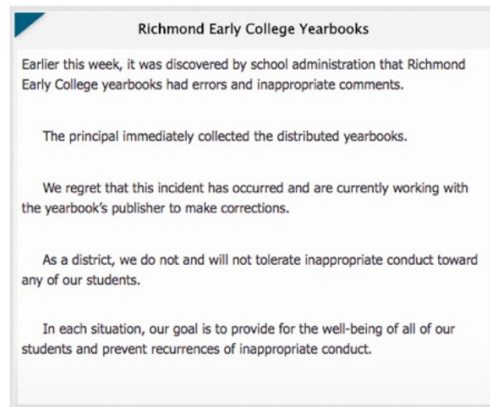 Richmond Early College Yearbooks
Earlier this week, it was discovered by school administration that Richmond
Early College yearbooks had errors and inappropriate comments.
The principal immediately collected the distributed yearbooks.
We regret that this incident has occurred and are currently working with
the yearbook's publisher to make corrections.
As a district, we do not and will not tolerate inappropriate conduct toward
any of our students.
In each situation, our goal is to provide for the well-being of all of our
students and prevent recurrences of inappropriate conduct.